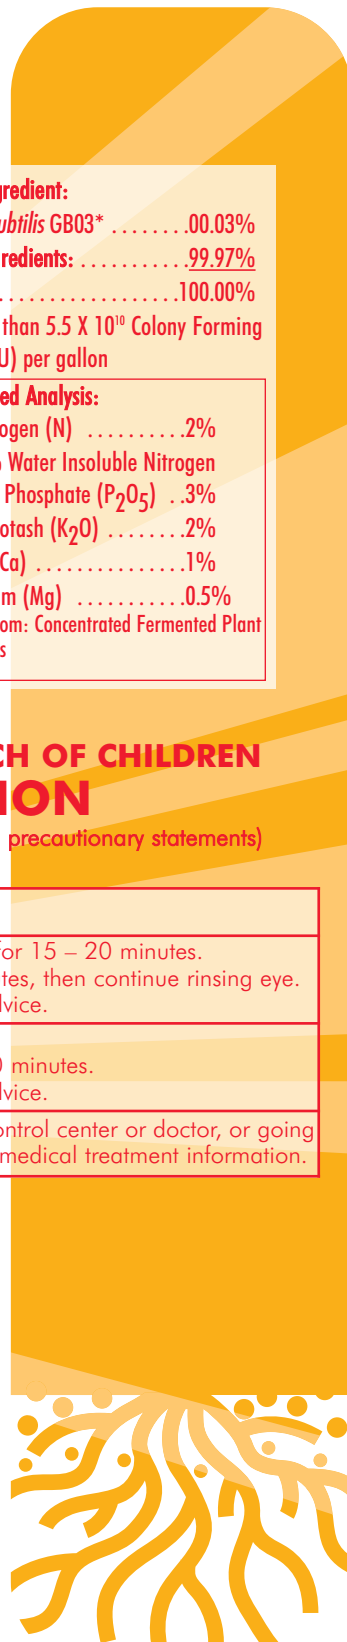 gredient:
ubtilis GB03* . . . . . . . .00.03%
redients: . . . . . . . . . . .99.97%
. . . . . . . . . . . . . . . . . .100.00%
than 5.5 X 10¹⁰ Colony Forming
U) per gallon
ed Analysis:
ogen (N) . . . . . . . . . .2%
Water Insoluble Nitrogen
Phosphate (P₂O₅) . .3%
otash (K₂O) . . . . . . . .2%
Ca) . . . . . . . . . . . . . . .1%
m (Mg) . . . . . . . . . . .0.5%
om: Concentrated Fermented Plant
s
CH OF CHILDREN
ION
precautionary statements)
for 15 – 20 minutes.
tes, then continue rinsing eye.
dvice.
0 minutes.
dvice.
ontrol center or doctor, or going
medical treatment information.